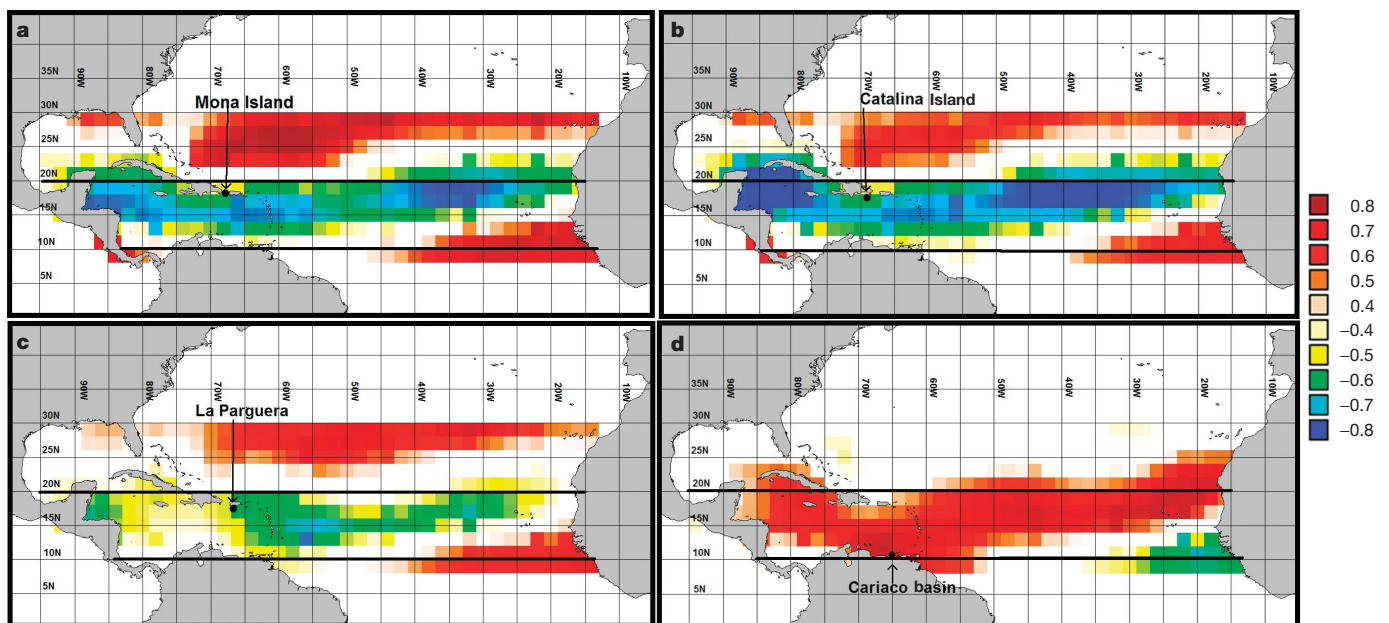 a
35N
30N
25N
20N
15N
10N
5N
90W
80W
70W
60W
50W
40W
30W
20W
10W
Mona Island
b
35N
30N
25N
20N
15N
10N
5N
90W
80W
70W
60W
50W
40W
30W
20W
10W
Catalina Island
c
35N
30N
25N
20N
15N
10N
5N
90W
80W
70W
60W
50W
40W
30W
20W
10W
La Parguera
d
35N
30N
25N
20N
15N
10N
5N
90W
80W
70W
60W
50W
40W
30W
20W
10W
Cariaco basin
0.8
0.7
0.6
0.5
0.4
−0.4
−0.5
−0.6
−0.7
−0.8